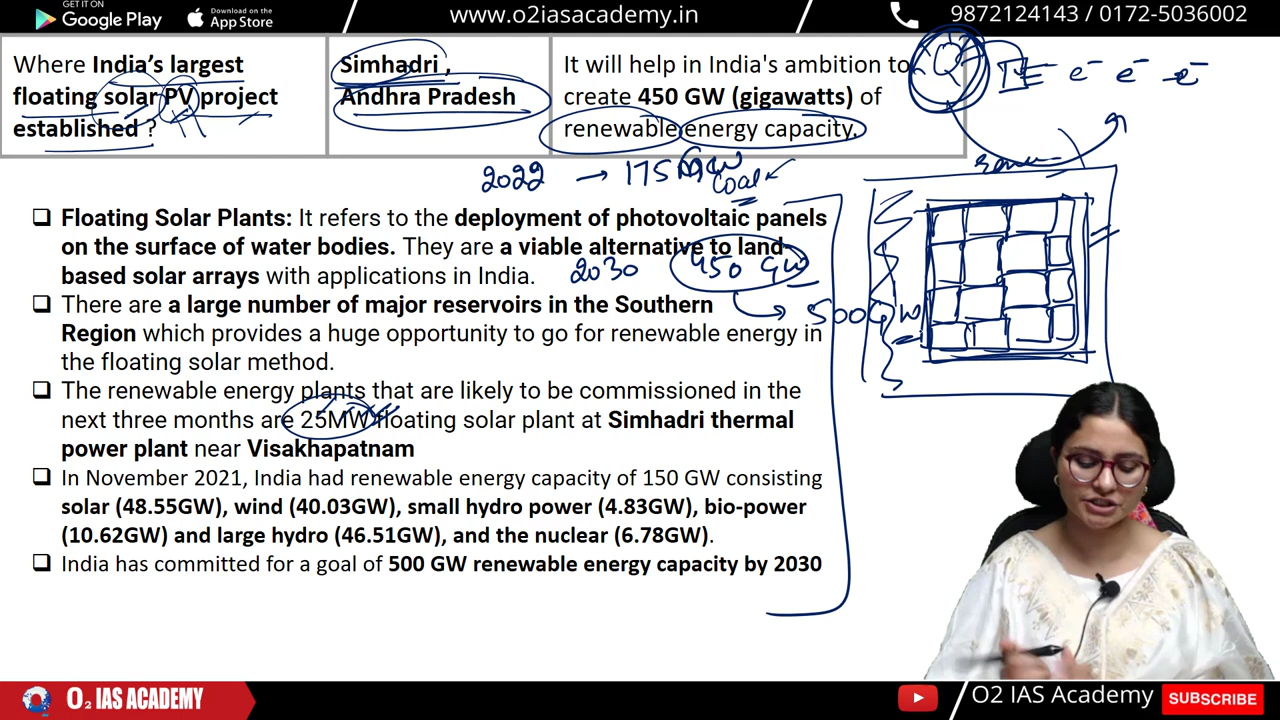 GET IT ON
Google Play
Download on the
App Store
www.o2iasacademy.in
9872124143 / 0172-5036002
Where India's largest
floating solar PV project
established ?
Simhadri ,
Andhra Pradesh
It will help in India's ambition to
create 450 GW (gigawatts) of
renewable energy capacity.
Q
e⁻ e⁻ e⁻
2022 → 175 GW
Coal
❑ Floating Solar Plants: It refers to the deployment of photovoltaic panels
on the surface of water bodies. They are a viable alternative to land-
based solar arrays with applications in India.
2030 450 GW
→ 500GW
❑ There are a large number of major reservoirs in the Southern
Region which provides a huge opportunity to go for renewable energy in
the floating solar method.
❑ The renewable energy plants that are likely to be commissioned in the
next three months are 25MW floating solar plant at Simhadri thermal
power plant near Visakhapatnam
❑ In November 2021, India had renewable energy capacity of 150 GW consisting
solar (48.55GW), wind (40.03GW), small hydro power (4.83GW), bio-power
(10.62GW) and large hydro (46.51GW), and the nuclear (6.78GW).
❑ India has committed for a goal of 500 GW renewable energy capacity by 2030
O₂ IAS ACADEMY
O2 IAS Academy
SUBSCRIBE